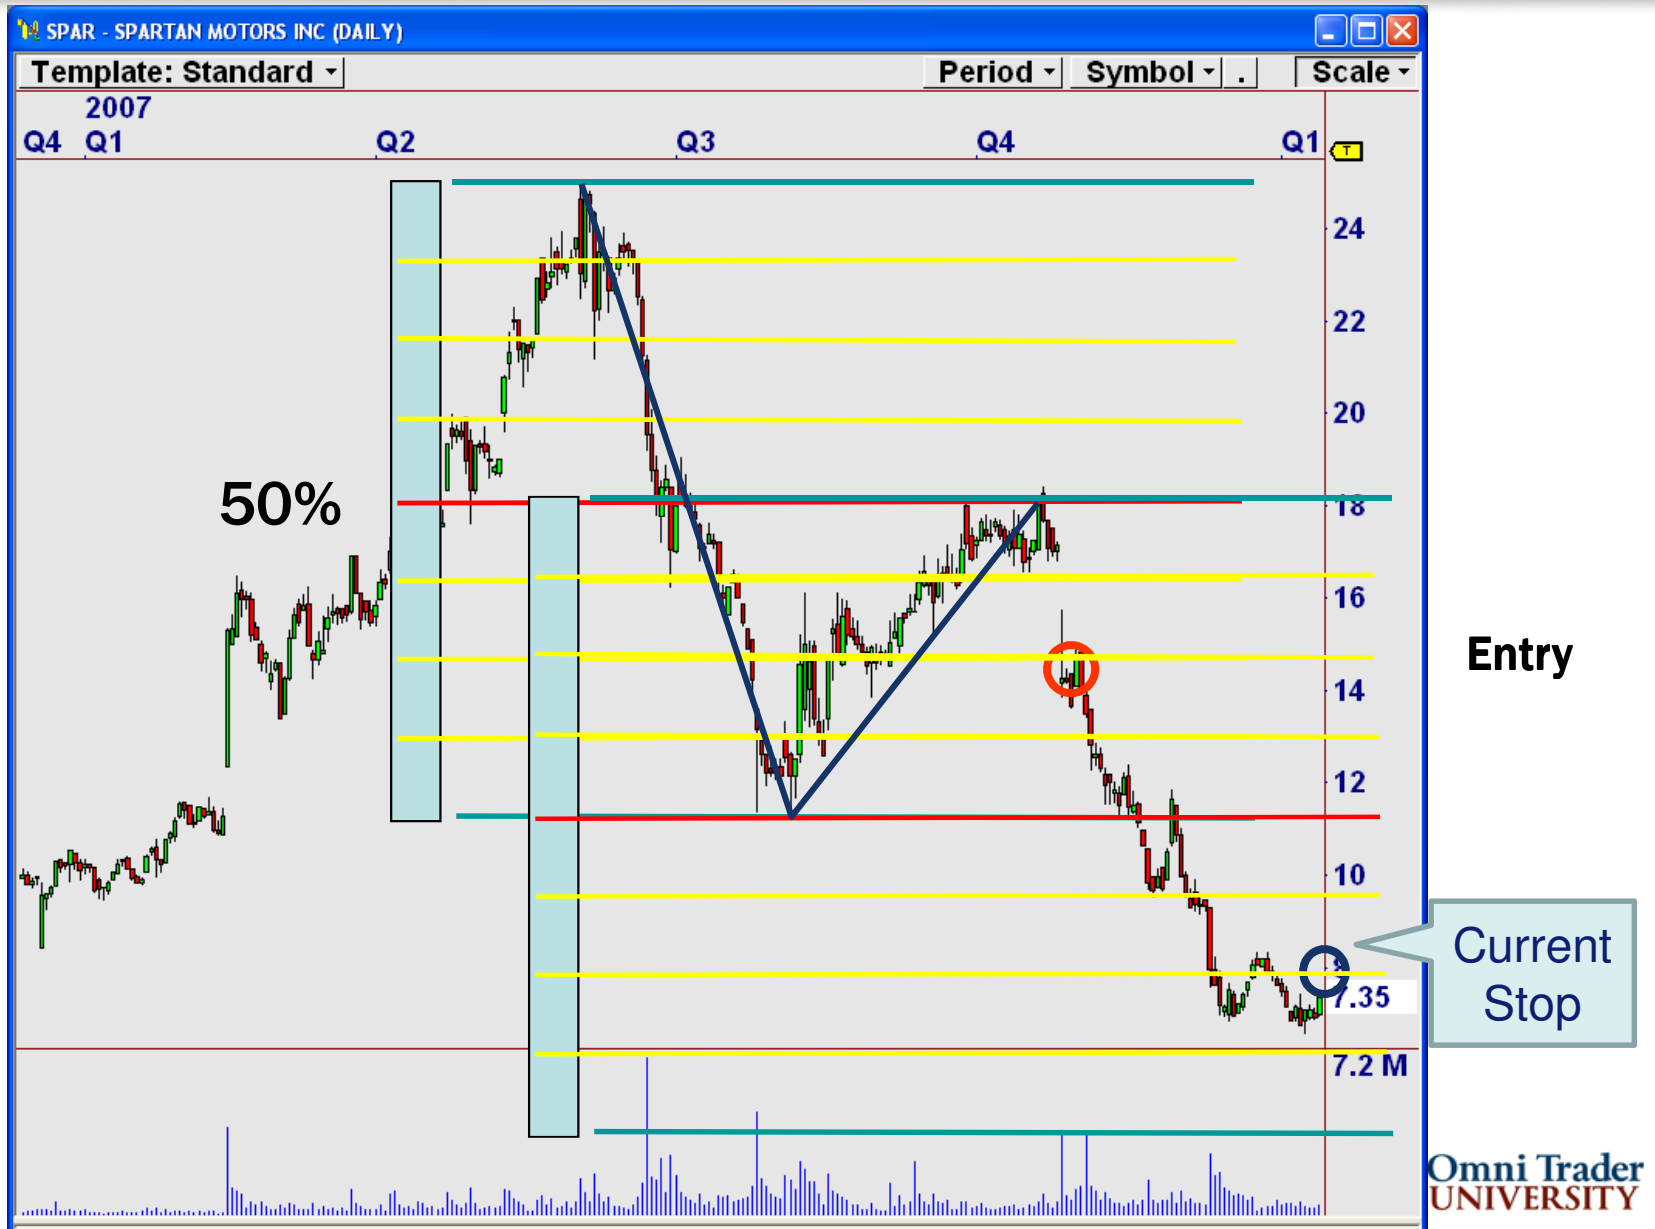 SPAR - SPARTAN MOTORS INC (DAILY)
Template: Standard
Period
Symbol
.
Scale
2007
Q4 Q1 Q2 Q3 Q4 Q1
T
24
22
20
50%
18
16
Entry
14
12
10
Current
Stop
8
7.35
7.2 M
Omni Trader
UNIVERSITY